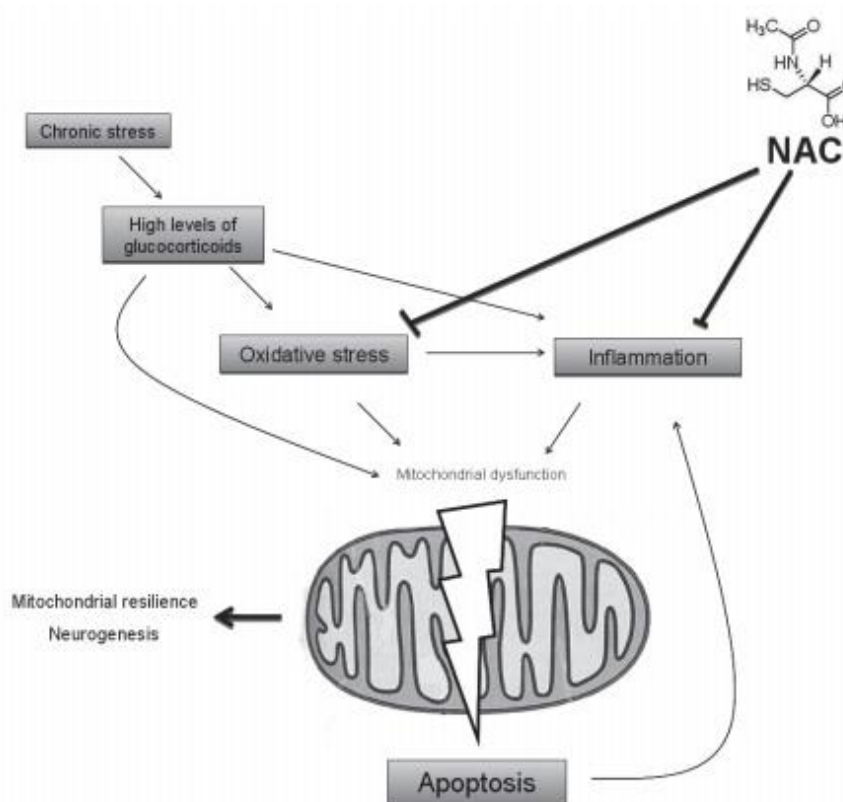 H₃C
O
HN
H
HS
OH
NAC
Chronic stress
High levels of
glucocorticoids
Oxidative stress
Inflammation
Mitochondrial dysfunction
Mitochondrial resilience
Neurogenesis
Apoptosis